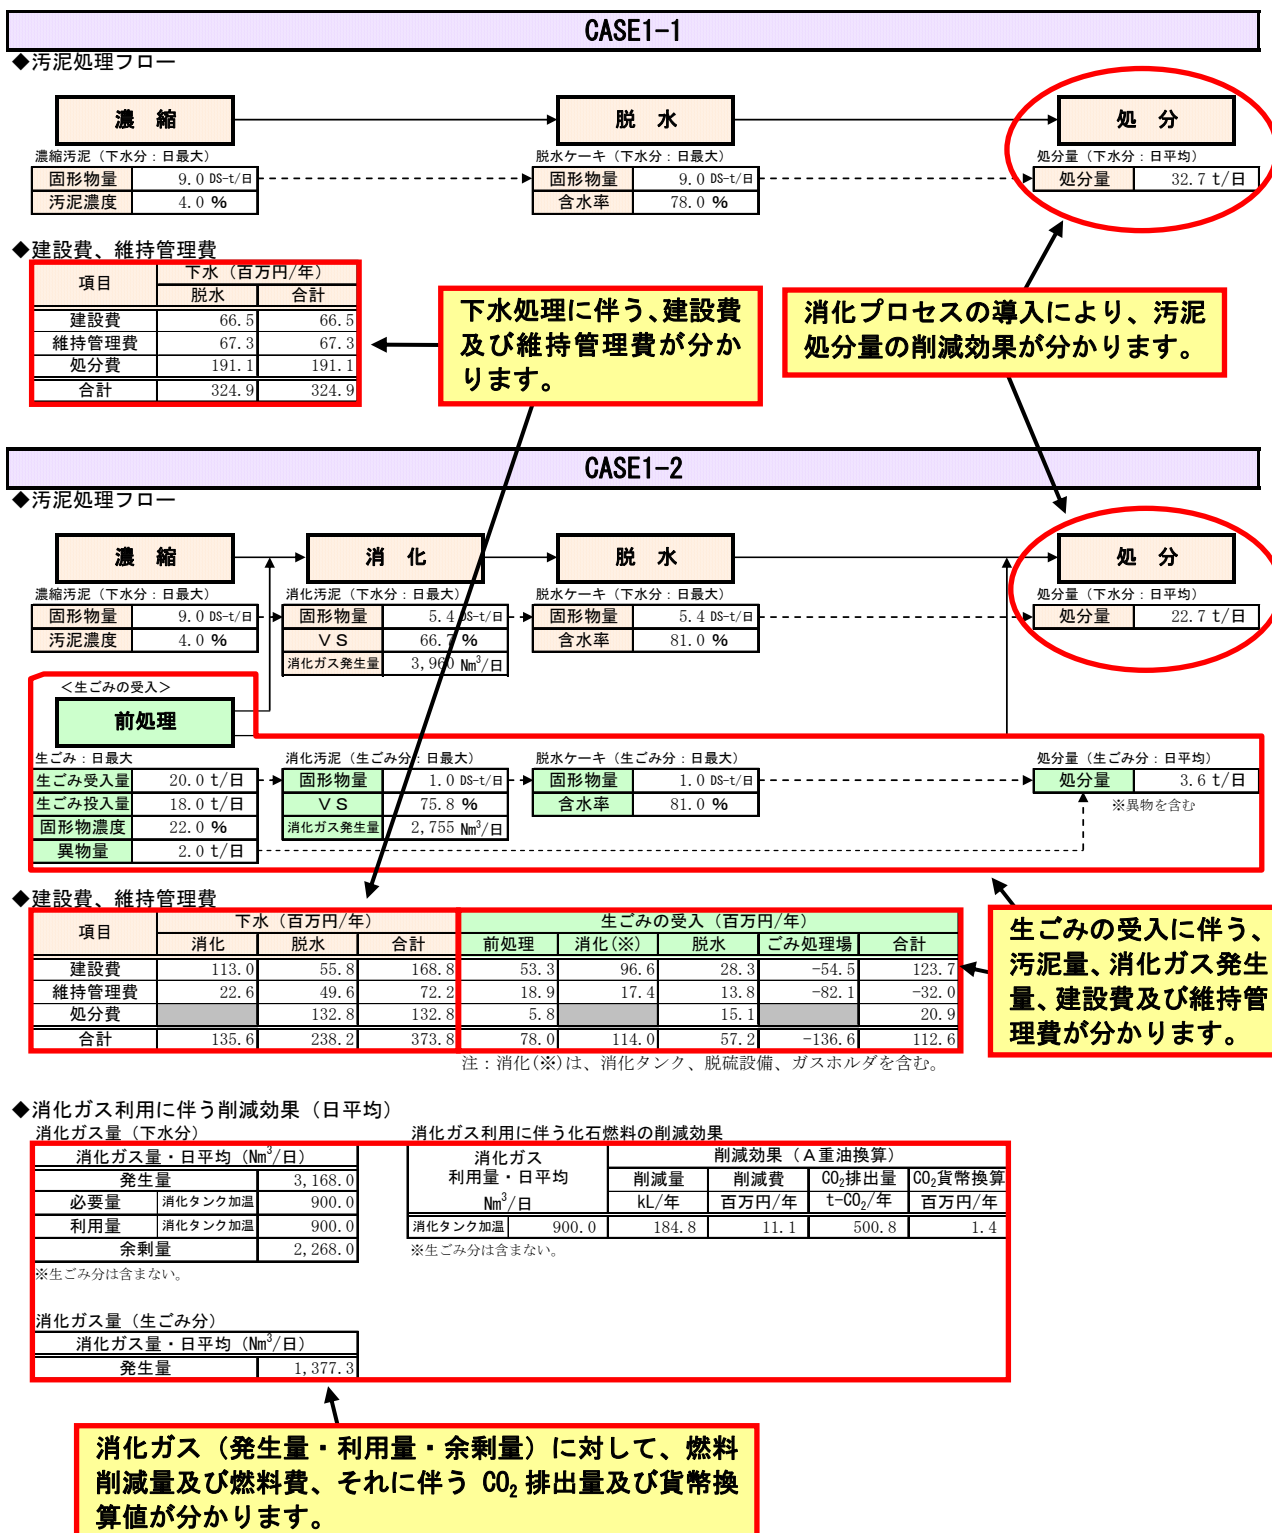 CASE1-1
◆汚泥処理フロー
濃 縮 脱 水 処 分
濃縮汚泥（下水分：日最大） 脱水ケーキ（下水分：日最大） 処分量（下水分：日平均）
固形物量 9.0 DS-t/日 固形物量 9.0 DS-t/日 処分量 32.7 t/日
汚泥濃度 4.0 % 含水率 78.0 %
◆建設費、維持管理費
項目 下水（百万円/年）
脱水 合計
建設費 66.5 66.5
維持管理費 67.3 67.3
処分費 191.1 191.1
合計 324.9 324.9
下水処理に伴う、建設費
及び維持管理費が分か
ります。
消化プロセスの導入により、汚泥
処分量の削減効果が分かります。
CASE1-2
◆汚泥処理フロー
濃 縮 消 化 脱 水 処 分
濃縮汚泥（下水分：日最大） 消化汚泥（下水分：日最大） 脱水ケーキ（下水分：日最大） 処分量（下水分：日平均）
固形物量 9.0 DS-t/日 固形物量 5.4 DS-t/日 固形物量 5.4 DS-t/日 処分量 22.7 t/日
汚泥濃度 4.0 % VS 66.7 % 含水率 81.0 %
消化ガス発生量 3,960 Nm³/日
＜生ごみの受入＞
前処理
生ごみ：日最大 消化汚泥（生ごみ分：日最大） 脱水ケーキ（生ごみ分：日最大） 処分量（生ごみ分：日平均）
生ごみ受入量 20.0 t/日 固形物量 1.0 DS-t/日 固形物量 1.0 DS-t/日 処分量 3.6 t/日
生ごみ投入量 18.0 t/日 VS 75.8 % 含水率 81.0 % ※異物を含む
固形物濃度 22.0 % 消化ガス発生量 2,755 Nm³/日
異物量 2.0 t/日
◆建設費、維持管理費
項目 下水（百万円/年） 生ごみの受入（百万円/年）
消化 脱水 合計 前処理 消化(※) 脱水 ごみ処理場 合計
建設費 113.0 55.8 168.8 53.3 96.6 28.3 -54.5 123.7
維持管理費 22.6 49.6 72.2 18.9 17.4 13.8 -82.1 -32.0
処分費 132.8 132.8 5.8 15.1 20.9
合計 135.6 238.2 373.8 78.0 114.0 57.2 -136.6 112.6
注：消化(※)は、消化タンク、脱硫設備、ガスホルダを含む。
生ごみの受入に伴う、
汚泥量、消化ガス発生
量、建設費及び維持管
理費が分かります。
◆消化ガス利用に伴う削減効果（日平均）
消化ガス量（下水分）
消化ガス量・日平均（Nm³/日）
発生量 3,168.0
必要量 消化タンク加温 900.0
利用量 消化タンク加温 900.0
余剰量 2,268.0
※生ごみ分は含まない。
消化ガス利用に伴う化石燃料の削減効果
消化ガス 削減効果（A重油換算）
利用量・日平均 削減量 削減費 CO₂排出量 CO₂貨幣換算
Nm³/日 kL/年 百万円/年 t-CO₂/年 百万円/年
消化タンク加温 900.0 184.8 11.1 500.8 1.4
※生ごみ分は含まない。
消化ガス量（生ごみ分）
消化ガス量・日平均（Nm³/日）
発生量 1,377.3
消化ガス（発生量・利用量・余剰量）に対して、燃料
削減量及び燃料費、それに伴う CO₂ 排出量及び貨幣換
算値が分かります。